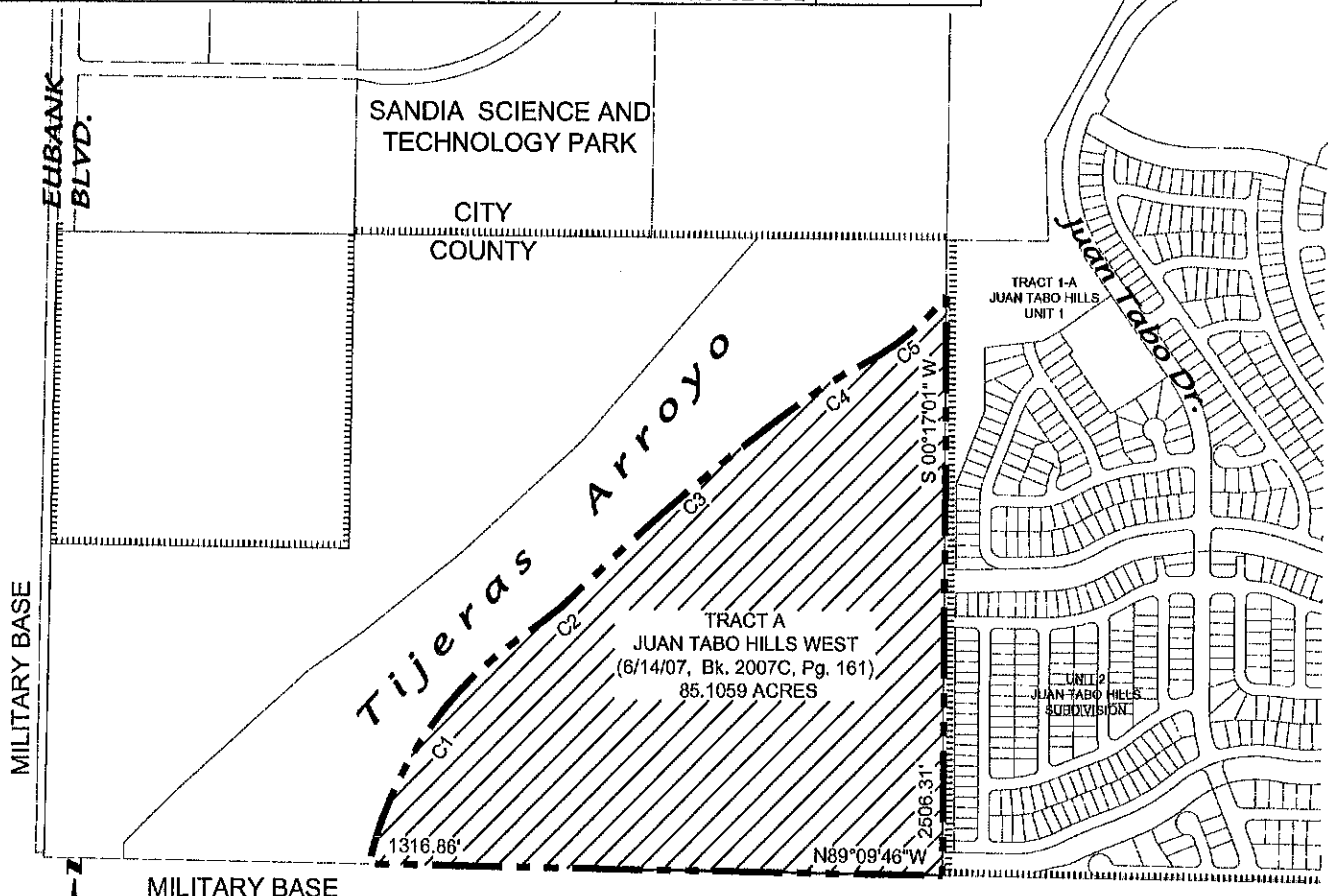 EUBANK
BLVD.
SANDIA SCIENCE AND
TECHNOLOGY PARK
CITY
COUNTY
Juan Tabo Dr.
TRACT 1-A
JUAN TABO HILLS
UNIT 1
Tijeras Arroyo
C5
C4
S 00°17'01" W
C3
C2
TRACT A
JUAN TABO HILLS WEST
(6/14/07, Bk. 2007C, Pg. 161)
85.1059 ACRES
UNIT 2
JUAN TABO HILLS
SUBDIVISION
MILITARY BASE
C1
2506.31'
1316.86'
N89°09'46"W
MILITARY BASE